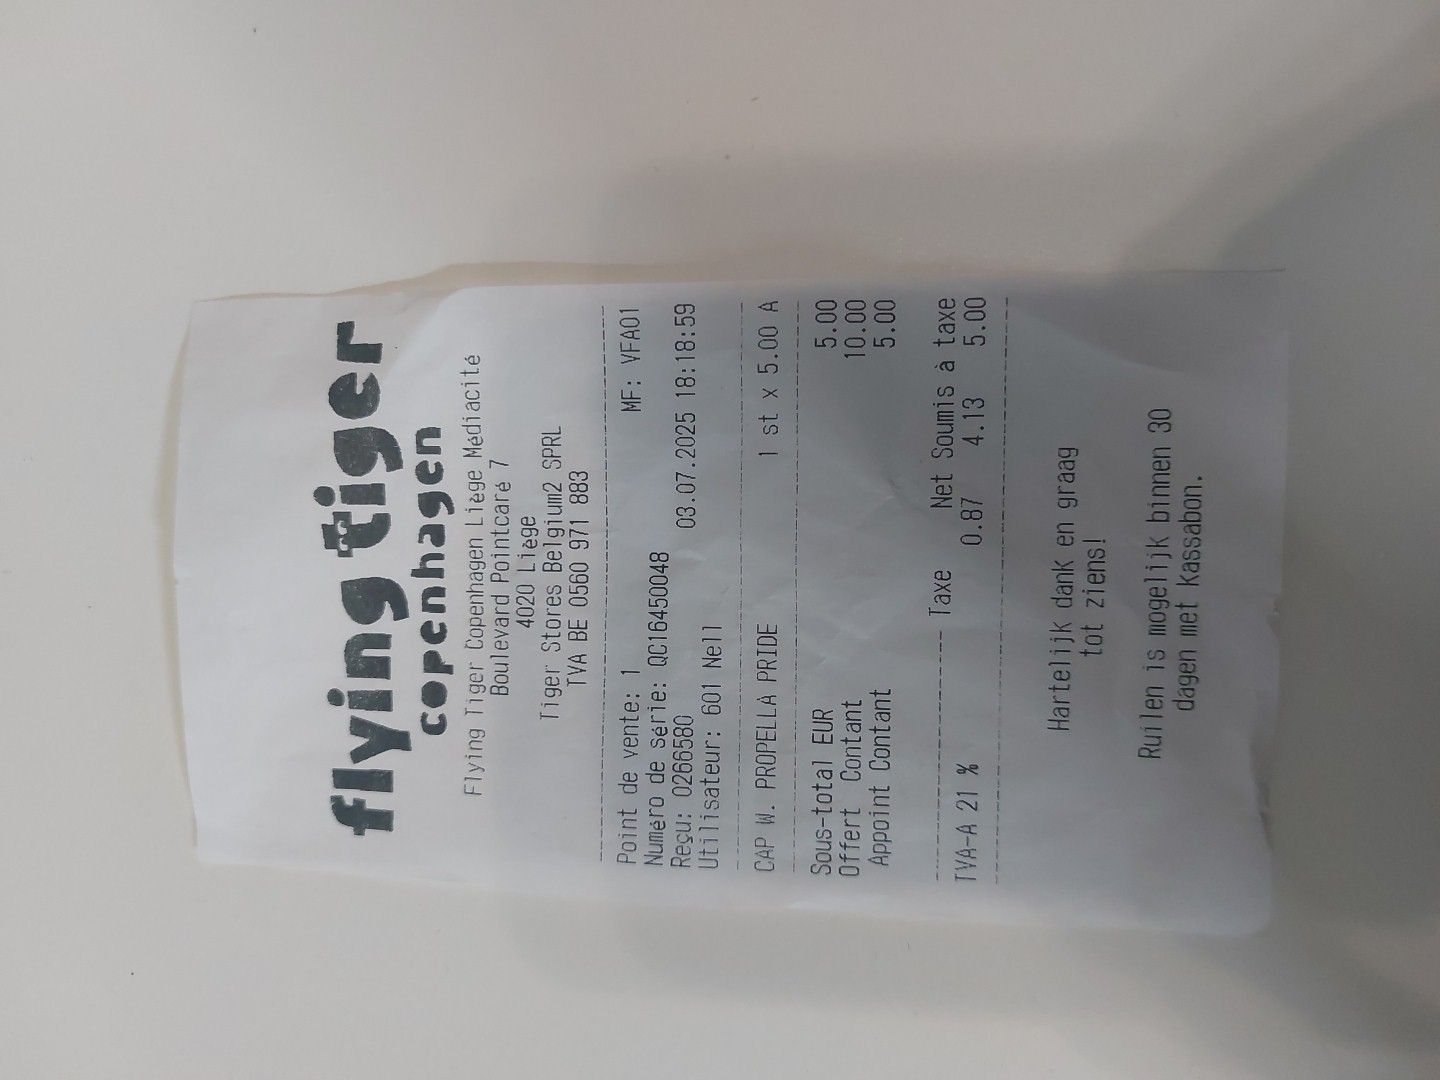 flying tiger
copenhagen
Flying Tiger Copenhagen Liège Médiacité
Boulevard Pointcaré 7
4020 Liège
Tiger Stores Belgium2 SPRL
TVA BE 0560 971 883
Point de vente: 1 MF: VFA01
Numéro de série: QC16450048
Reçu: 0266580 03.07.2025 18:18:59
Utilisateur: 601 Nell
CAP W. PROPELLA PRIDE 1 st x 5.00 A
Sous-total EUR 5.00
Offert Contant 10.00
Appoint Contant 5.00
Taxe Net Soumis à taxe
TVA-A 21 % 0.87 4.13 5.00
Hartelijk dank en graag
tot ziens!
Ruilen is mogelijk binnen 30
dagen met kassabon.